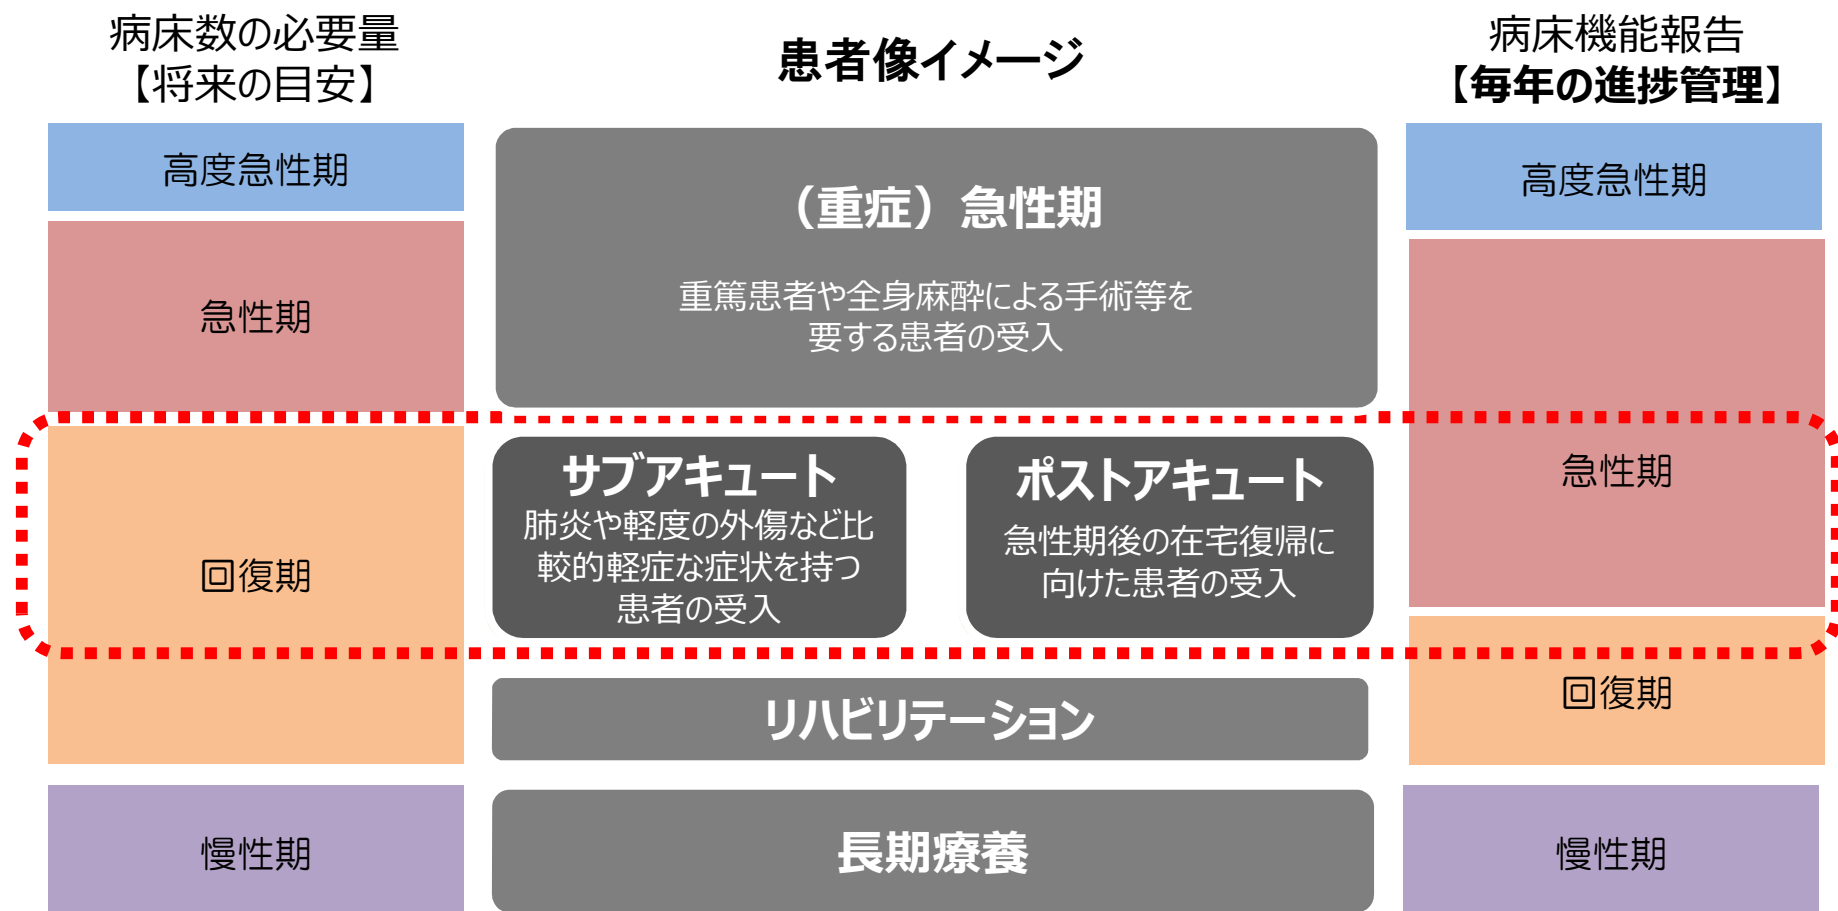 病床数の必要量
【将来の目安】
患者像イメージ
病床機能報告
【毎年の進捗管理】
高度急性期
急性期
回復期
慢性期
（重症）急性期
重篤患者や全身麻酔による手術等を
要する患者の受入
サブアキュート
肺炎や軽度の外傷など比
較的軽症な症状を持つ
患者の受入
ポストアキュート
急性期後の在宅復帰に
向けた患者の受入
リハビリテーション
長期療養
高度急性期
急性期
回復期
慢性期